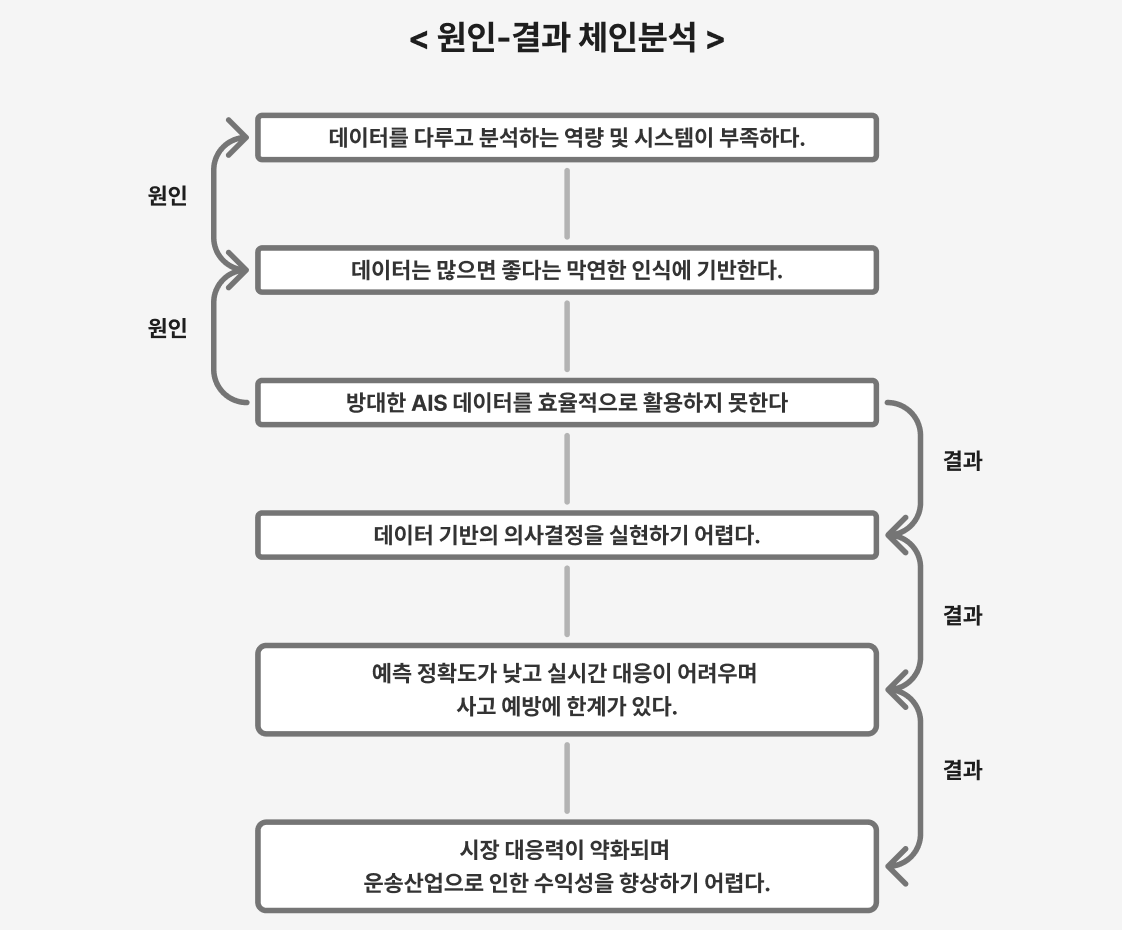 < 원인-결과 체인분석 >
데이터를 다루고 분석하는 역량 및 시스템이 부족하다.
원인
데이터는 많으면 좋다는 막연한 인식에 기반한다.
원인
방대한 AIS 데이터를 효율적으로 활용하지 못한다
결과
데이터 기반의 의사결정을 실현하기 어렵다.
결과
예측 정확도가 낮고 실시간 대응이 어려우며
사고 예방에 한계가 있다.
결과
시장 대응력이 약화되며
운송산업으로 인한 수익성을 향상하기 어렵다.